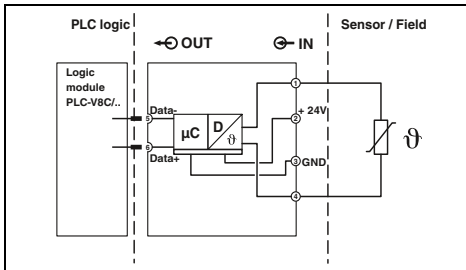 PLC logic
OUT
IN
Sensor / Field
Logic
module
PLC-V8C/..
Data-
5
µC
D
ϑ
6
Data+
1
+ 24V
2
3
GND
4
ϑ